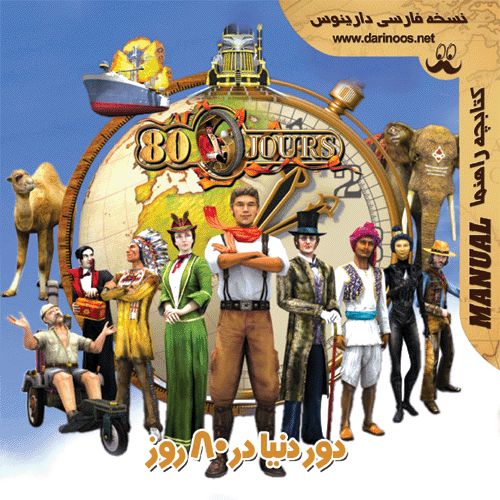 نسخه فارسی دارینوس
www.darinoos.net
کتابچه راهنما
MANUAL
80 JOURS
دور دنیا در ۸۰ روز